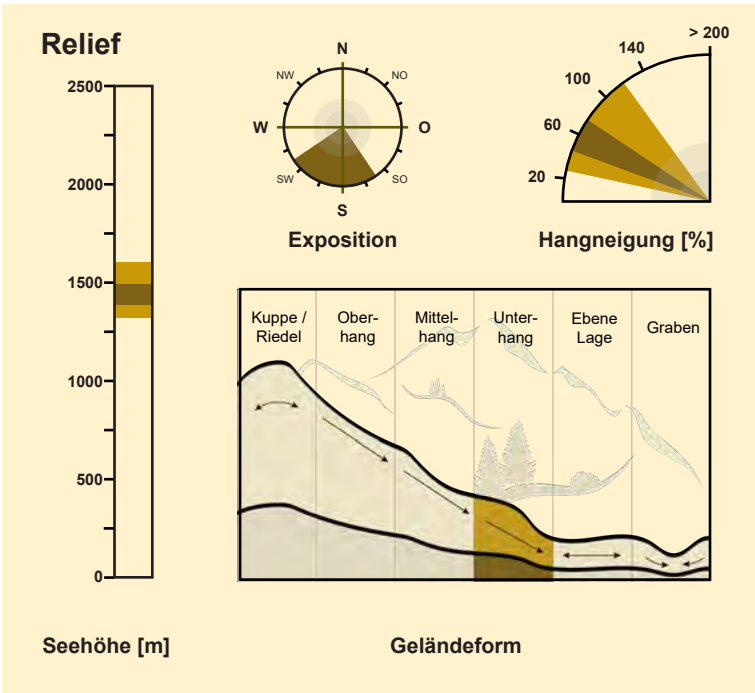 Relief
2500
2000
1500
1000
500
0
Seehöhe [m]
N
NW
NO
W
O
SW
SO
S
Exposition
> 200
140
100
60
20
Hangneigung [%]
Kuppe /
Riedel
Ober-
hang
Mittel-
hang
Unter-
hang
Ebene
Lage
Graben
Geländeform